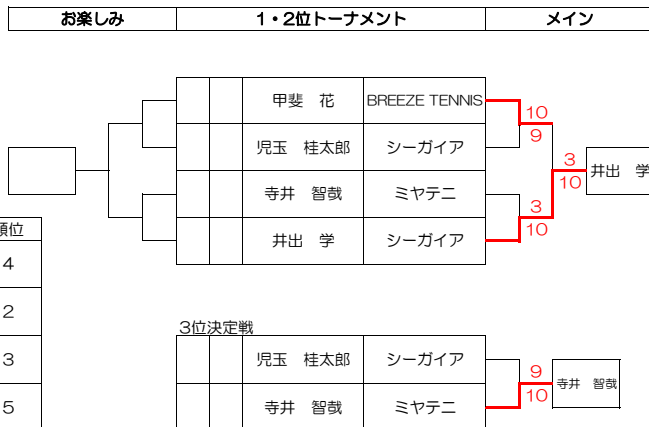 お楽しみ 1・2位トーナメント メイン
甲斐 花 BREEZE TENNIS
10
9
児玉 桂太郎 シーガイア
3
10
井出 学
寺井 智哉 ミヤテニ
3
10
井出 学 シーガイア
順位
4
2
3
5
3位決定戦
児玉 桂太郎 シーガイア
9
10
寺井 智哉
寺井 智哉 ミヤテニ